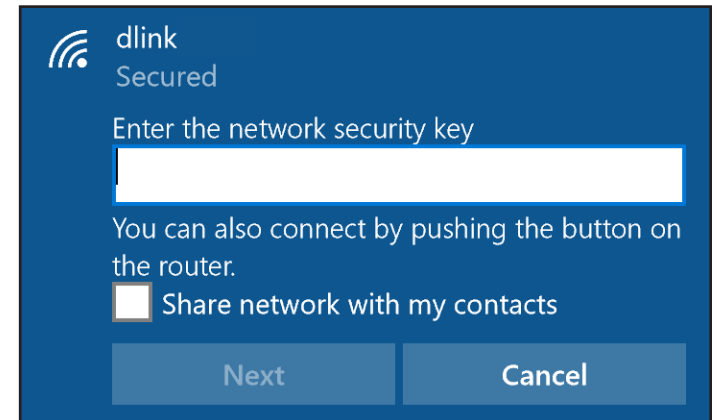 dlink
Secured
Enter the network security key
You can also connect by pushing the button on
the router.
Share network with my contacts
Next
Cancel